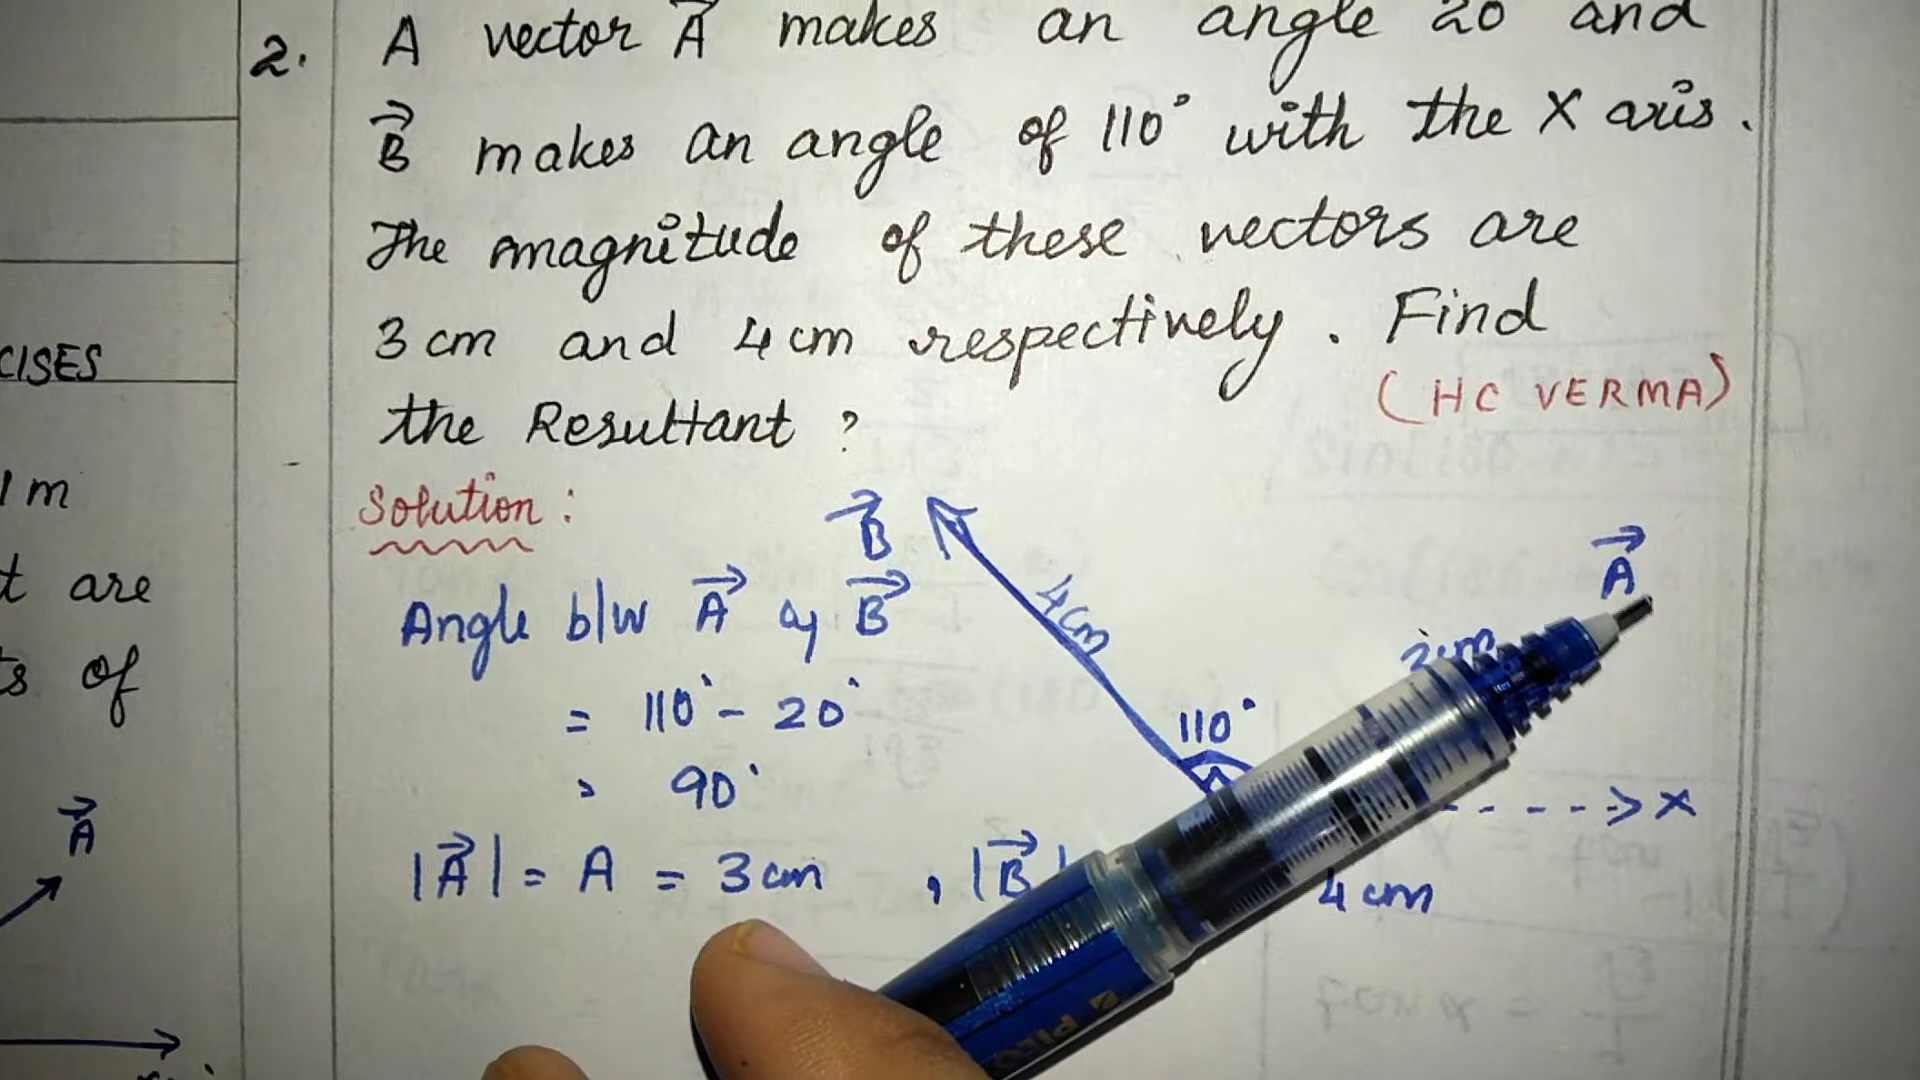 2. A vector A⃗ makes an angle 20 and
B⃗ makes an angle of 110° with the X axis.
The magnitude of these vectors are
3 cm and 4 cm respectively. Find
the Resultant ?
(HC VERMA)
CISES
1 m
t are
s of
A⃗
Solution :
B⃗
4cm
A⃗
110°
X
Angle b/w A⃗ & B⃗
= 110° - 20°
= 90°
|A⃗| = A = 3 cm , |B⃗|
4 cm
PILOT